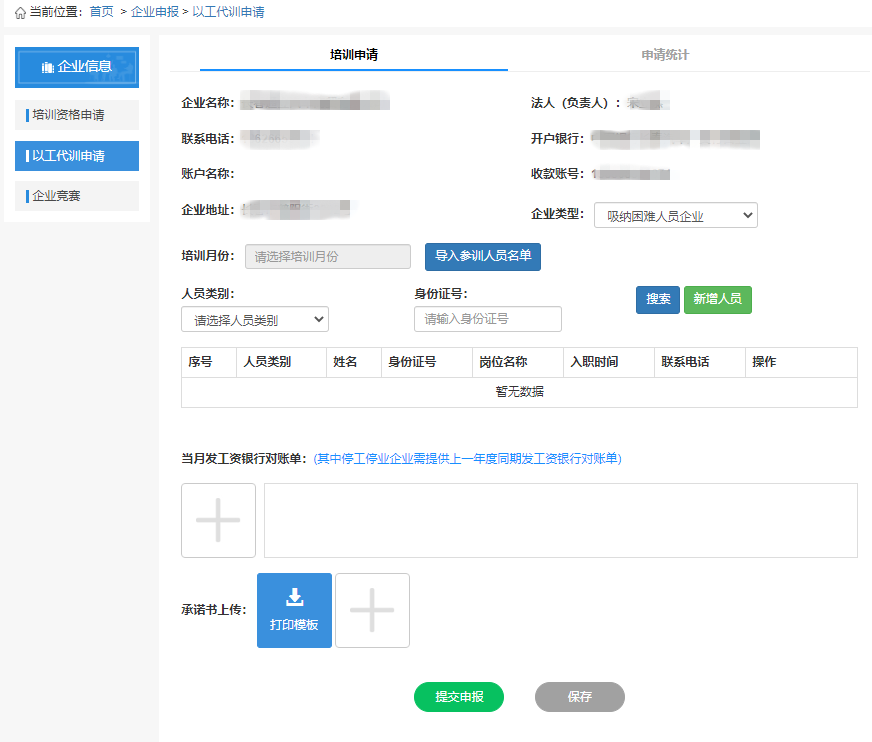 当前位置：首页 > 企业申报 > 以工代训申请
企业信息
培训资格申请
以工代训申请
企业竞赛
培训申请 申请统计
企业名称： 法人（负责人）：
联系电话： 开户银行：
账户名称： 收款账号：
企业地址： 企业类型： 吸纳困难人员企业
培训月份： 请选择培训月份 导入参训人员名单
人员类别： 身份证号：
请选择人员类别 请输入身份证号 搜索 新增人员
序号 人员类别 姓名 身份证号 岗位名称 入职时间 联系电话 操作
暂无数据
当月发工资银行对账单：(其中停工停业企业需提供上一年度同期发工资银行对账单)
承诺书上传： 打印模板
提交申报 保存